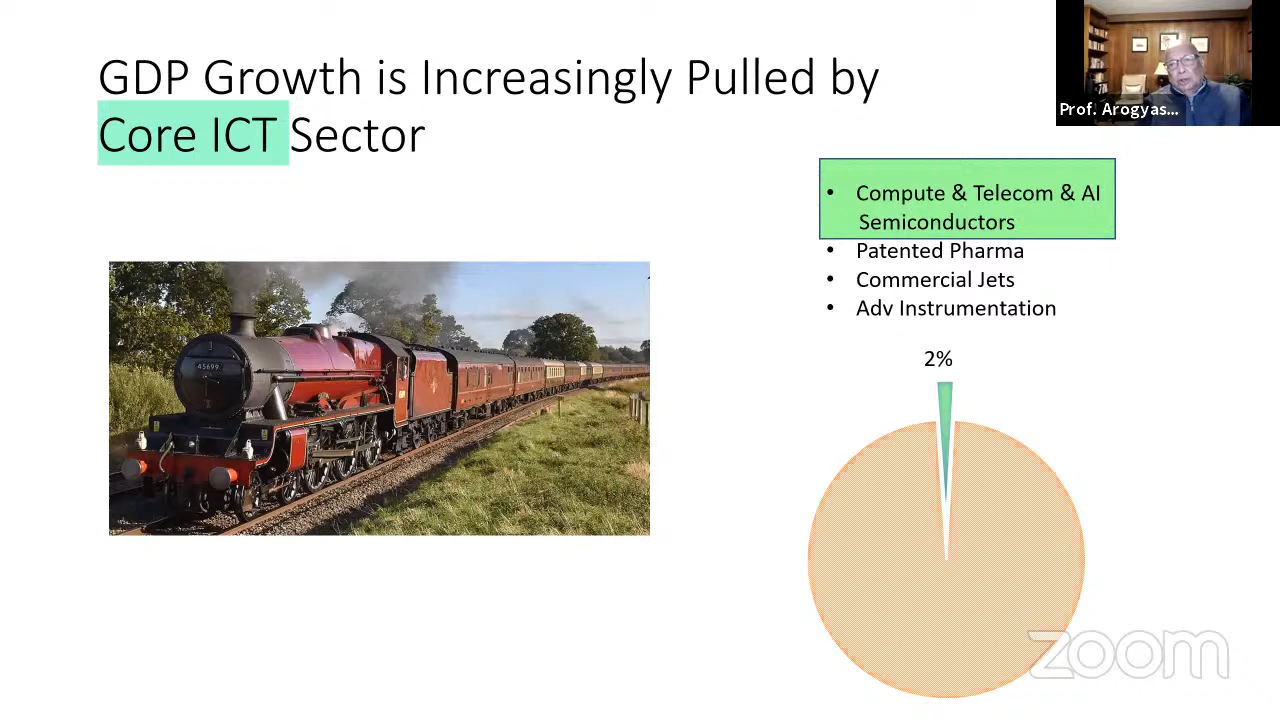 GDP Growth is Increasingly Pulled by
Core ICT Sector
Prof. Arogyas...
• Compute & Telecom & AI
Semiconductors
• Patented Pharma
• Commercial Jets
• Adv Instrumentation
2%
45699
zoom